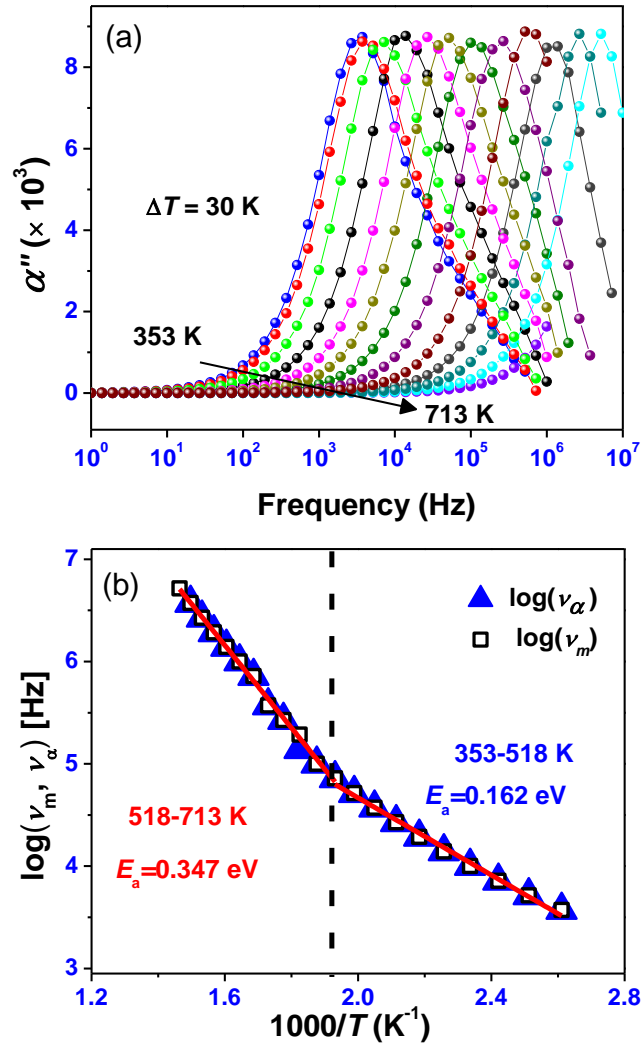 (a)
α'' (× 10³)
8
6
4
2
0
ΔT = 30 K
353 K
713 K
10⁰ 10¹ 10² 10³ 10⁴ 10⁵ 10⁶ 10⁷
Frequency (Hz)
(b)
log(νₘ, ν_α) [Hz]
7
6
5
4
3
log(ν_α)
log(νₘ)
353-518 K
Eₐ=0.162 eV
518-713 K
Eₐ=0.347 eV
1.2 1.6 2.0 2.4 2.8
1000/T (K⁻¹)